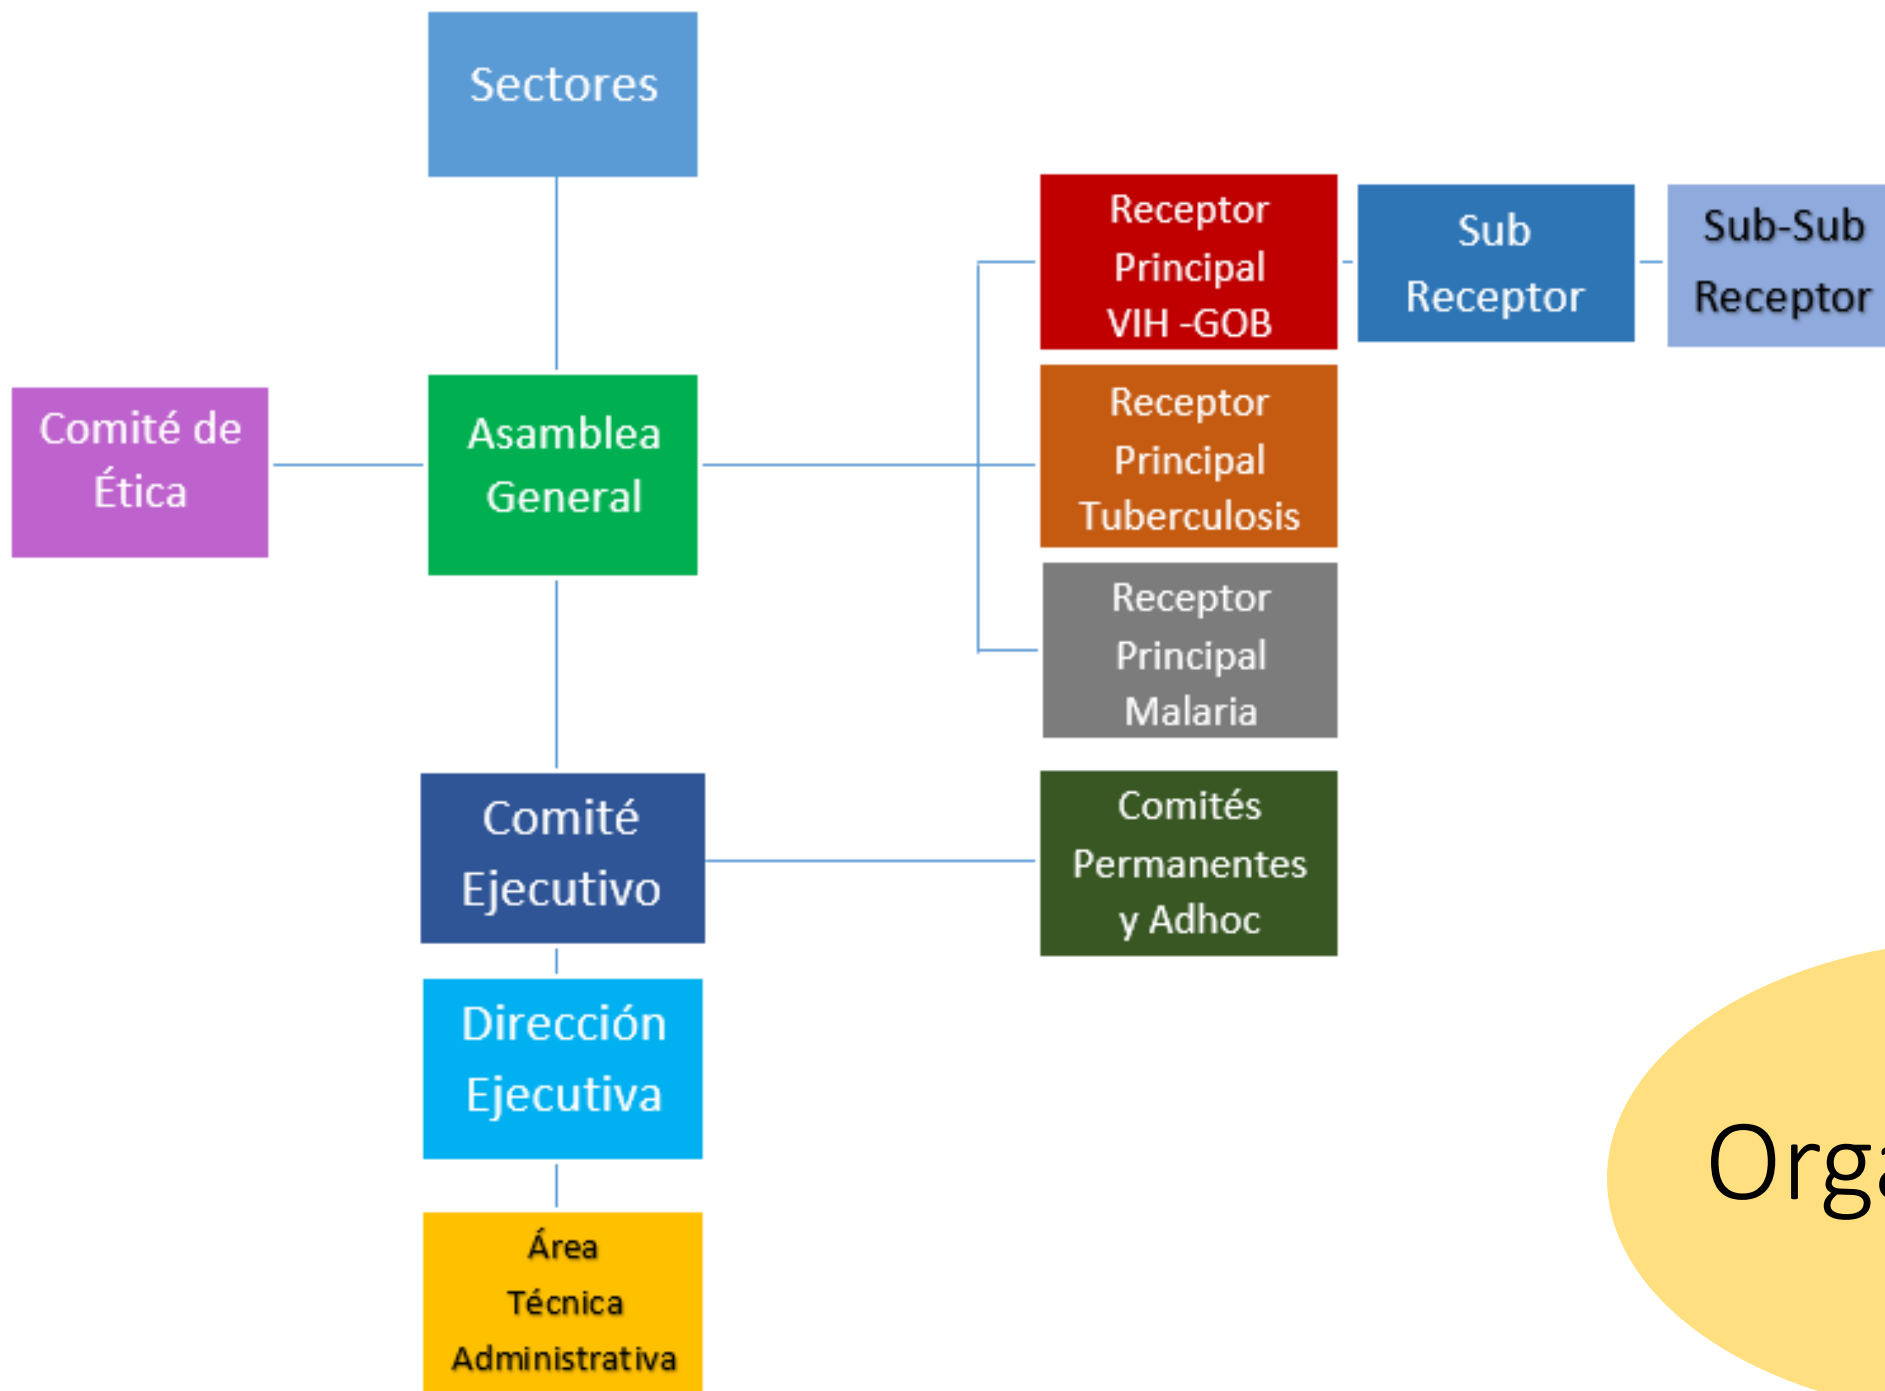 Sectores
Receptor
Principal
VIH -GOB
Sub
Receptor
Sub-Sub
Receptor
Comité de
Ética
Asamblea
General
Receptor
Principal
Tuberculosis
Receptor
Principal
Malaria
Comité
Ejecutivo
Comités
Permanentes
y Adhoc
Dirección
Ejecutiva
Área
Técnica
Administrativa